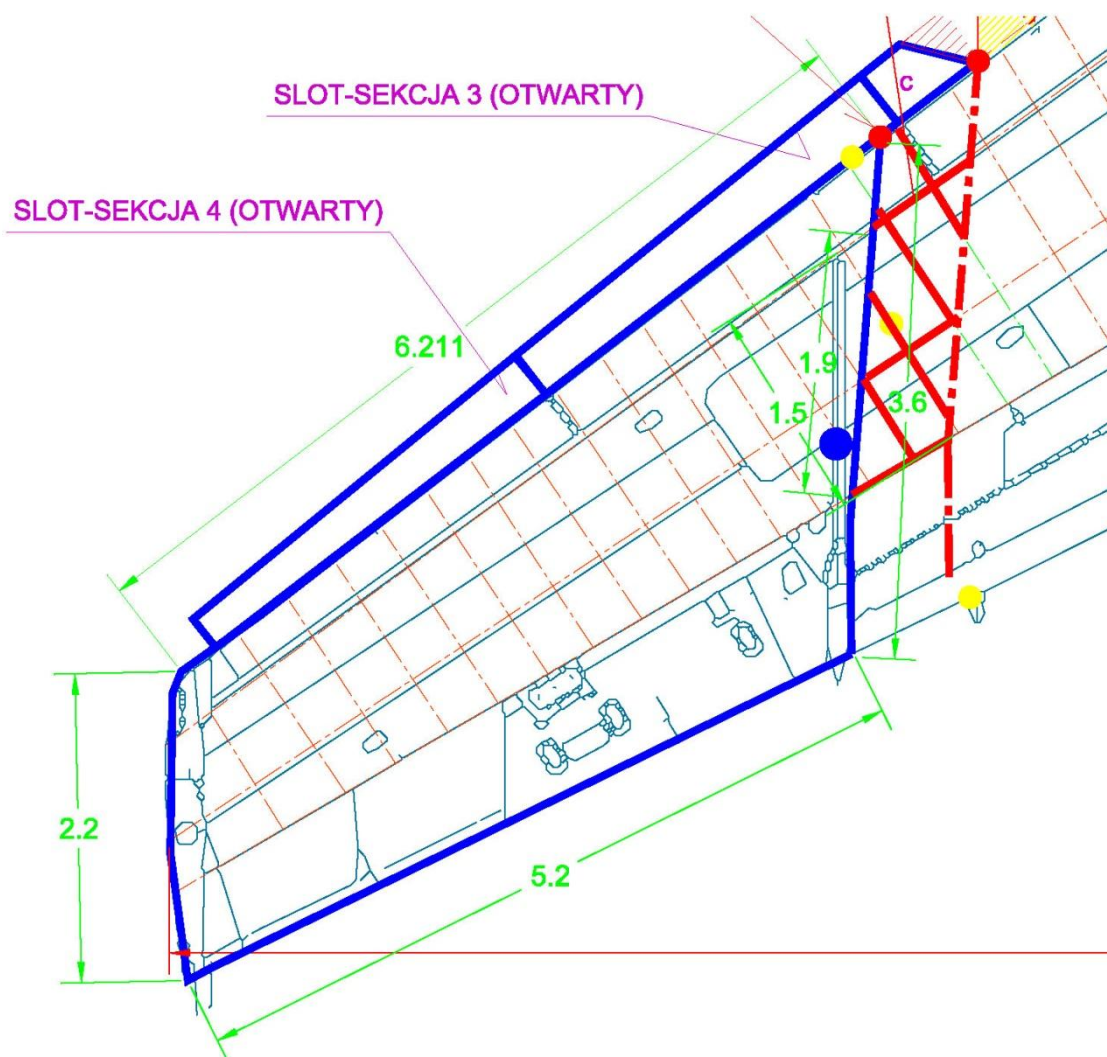 C
SLOT-SEKCJA 3 (OTWARTY)
SLOT-SEKCJA 4 (OTWARTY)
6.211
1.9
3.6
1.5
2.2
5.2